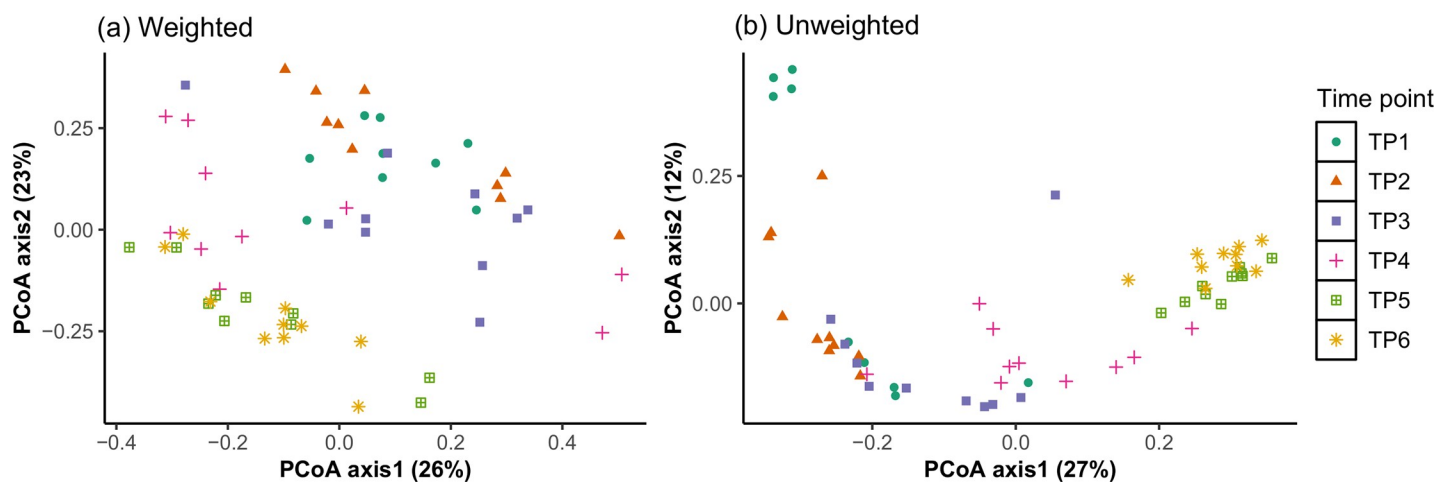 (a) Weighted
PCoA axis2 (23%)
0.25
0.00
−0.25
−0.4
−0.2
0.0
0.2
0.4
PCoA axis1 (26%)
(b) Unweighted
PCoA axis2 (12%)
0.25
0.00
−0.2
0.0
0.2
PCoA axis1 (27%)
Time point
TP1
TP2
TP3
TP4
TP5
TP6